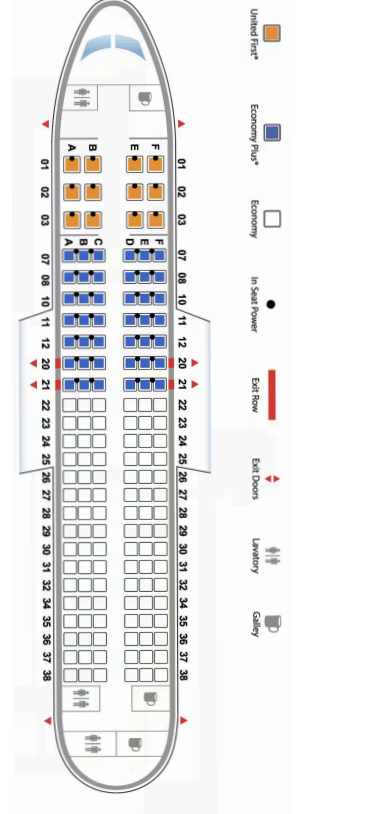 United First®
Economy Plus®
Economy
In Seat Power
Exit Row
Exit Doors
Lavatory
Galley
A B E F
01 01
02 02
03 03
A B C D E F
07 07
08 08
10 10
11 11
12 12
20 20
21 21
22 22
23 23
24 24
25 25
26 26
27 27
28 28
29 29
30 30
31 31
32 32
34 34
35 35
36 36
37 37
38 38